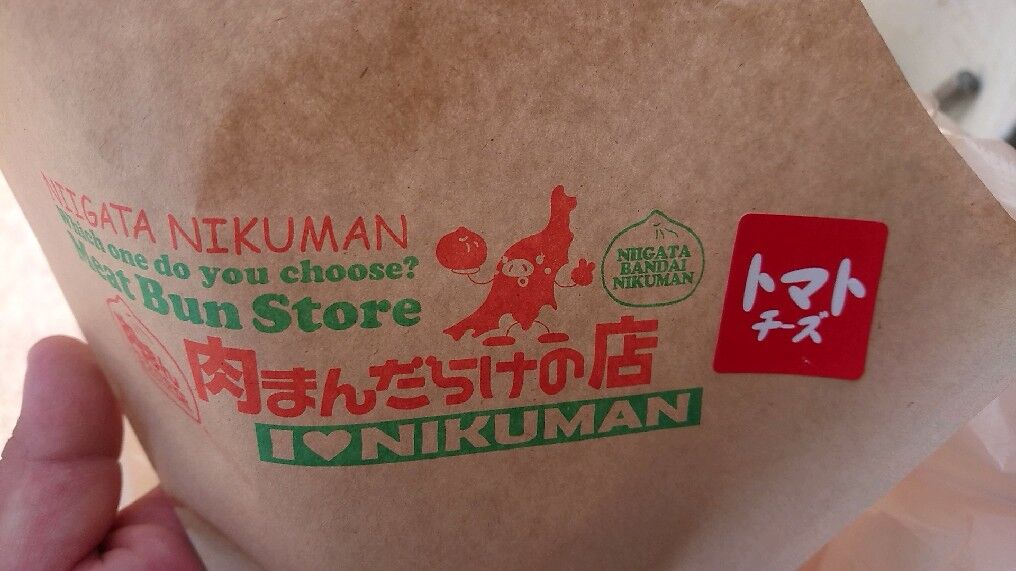 NIIGATA NIKUMAN
Which one do you choose?
Meat Bun Store
肉まんだらけの店
I♥NIKUMAN
NIIGATA
BANDAI
NIKUMAN
トマト
チーズ